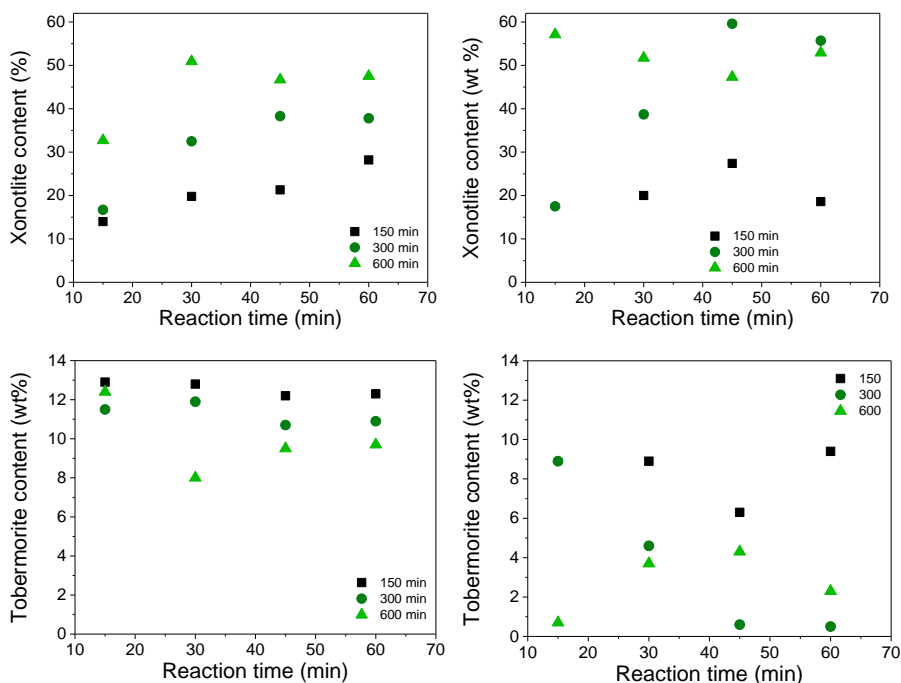 Xonotlite content (%)
60
50
40
30
20
10
0
150 min
300 min
600 min
10 20 30 40 50 60 70
Reaction time (min)
Xonotlite content (wt %)
60
50
40
30
20
10
0
150 min
300 min
600 min
10 20 30 40 50 60 70
Reaction time (min)
Tobermorite content (wt%)
14
12
10
8
6
4
2
0
150 min
300 min
600 min
10 20 30 40 50 60 70
Reaction time (min)
Tobermorite content (wt%)
14
12
10
8
6
4
2
0
150
300
600
10 20 30 40 50 60 70
Reaction time (min)